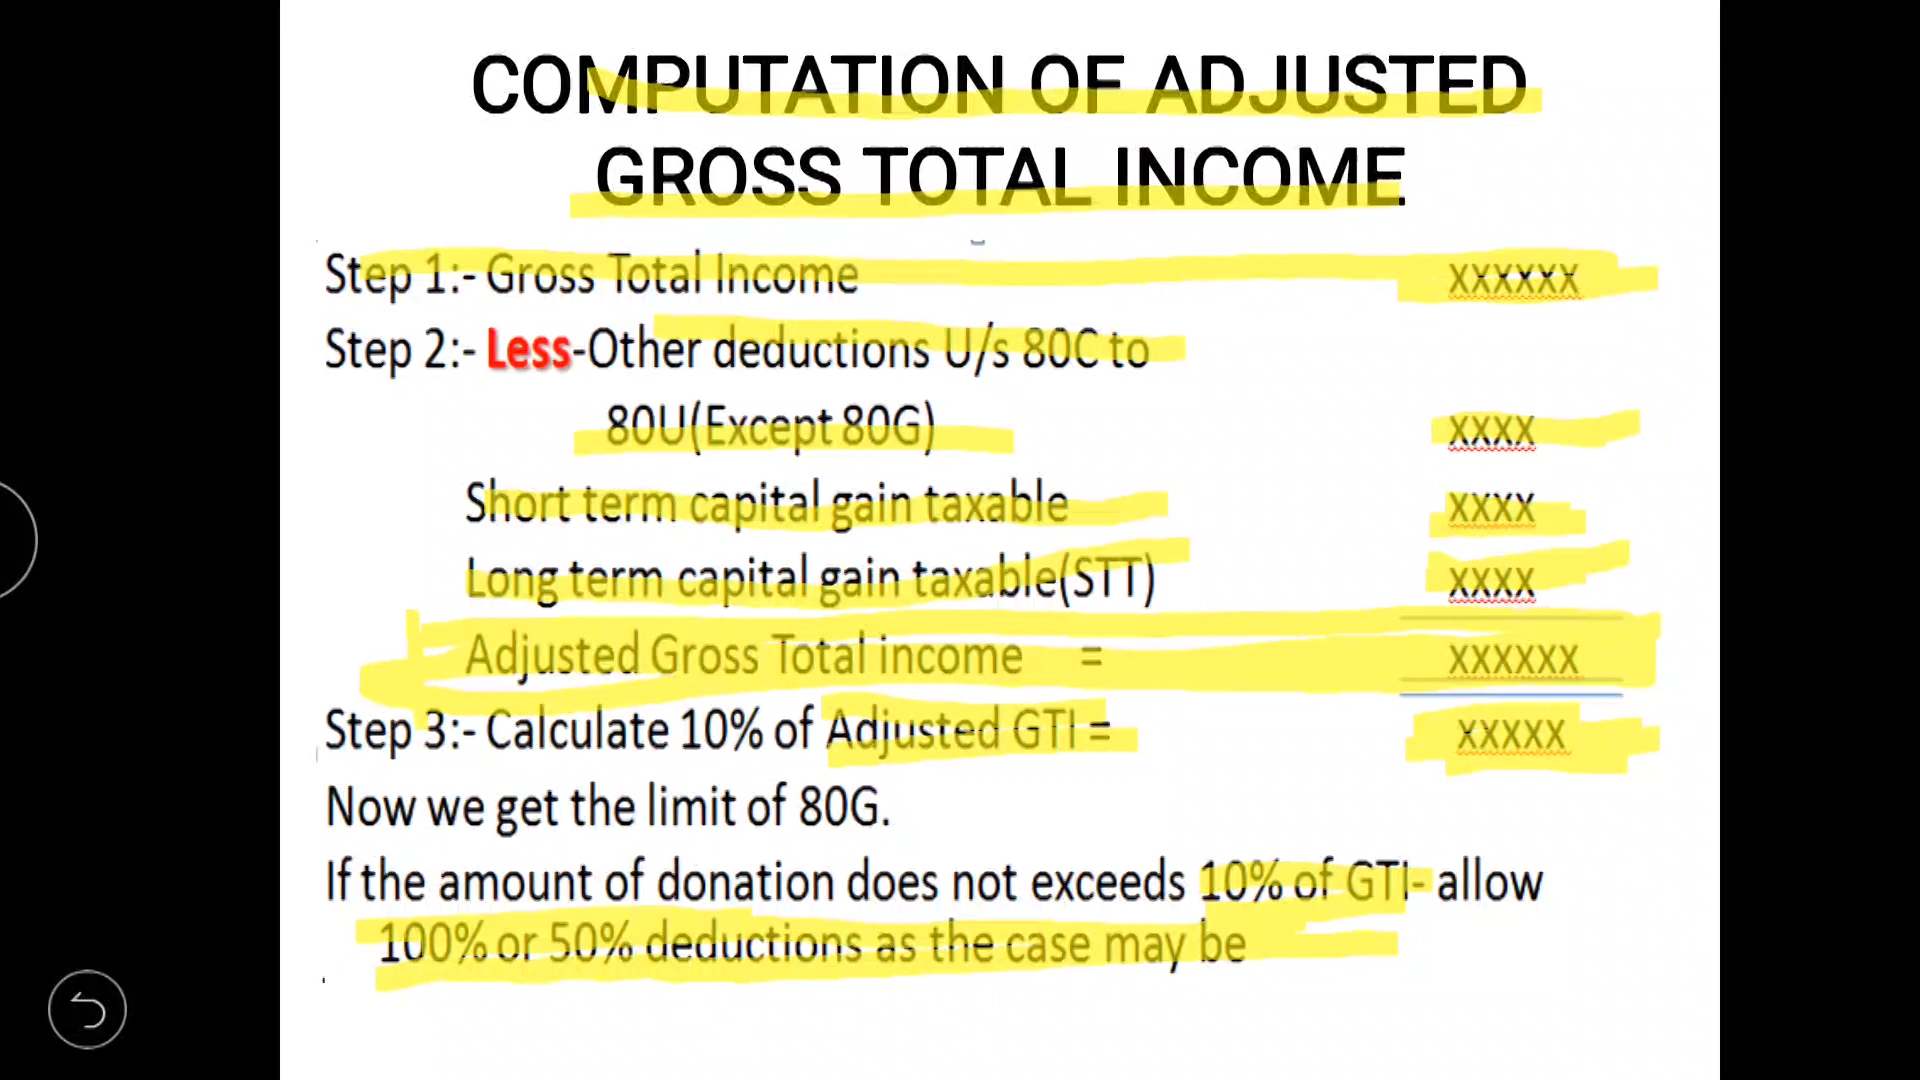 COMPUTATION OF ADJUSTED
GROSS TOTAL INCOME
Step 1:- Gross Total Income XXXXXX
Step 2:- Less-Other deductions U/s 80C to
80U(Except 80G) XXXX
Short term capital gain taxable XXXX
Long term capital gain taxable(STT) XXXX
Adjusted Gross Total income = XXXXXX
Step 3:- Calculate 10% of Adjusted GTI = XXXXX
Now we get the limit of 80G.
If the amount of donation does not exceeds 10% of GTI- allow
100% or 50% deductions as the case may be